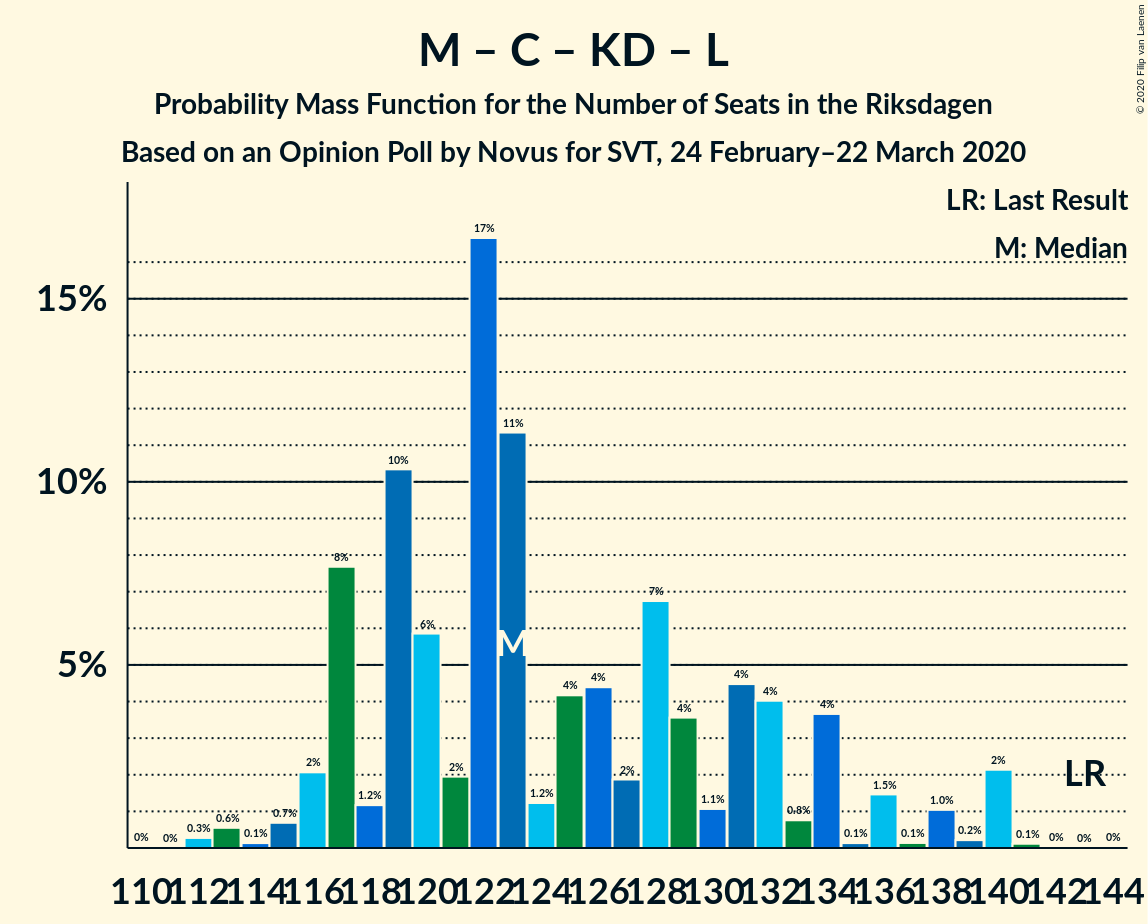 M – C – KD – L
Probability Mass Function for the Number of Seats in the Riksdagen
Based on an Opinion Poll by Novus for SVT, 24 February–22 March 2020
© 2020 Filip van Laenen
LR: Last Result
M: Median
15%
10%
5%
0% 0% 0.3% 0.6% 0.1% 0.7% 2% 8% 1.2% 10% 6% 2% 17% 11% 1.2% 4% 4% 2% 7% 4% 1.1% 4% 4% 0.8% 4% 0.1% 1.5% 0.1% 1.0% 0.2% 2% 0.1% 0% 0% 0%
M
LR
110 112 114 116 118 120 122 124 126 128 130 132 134 136 138 140 142 144